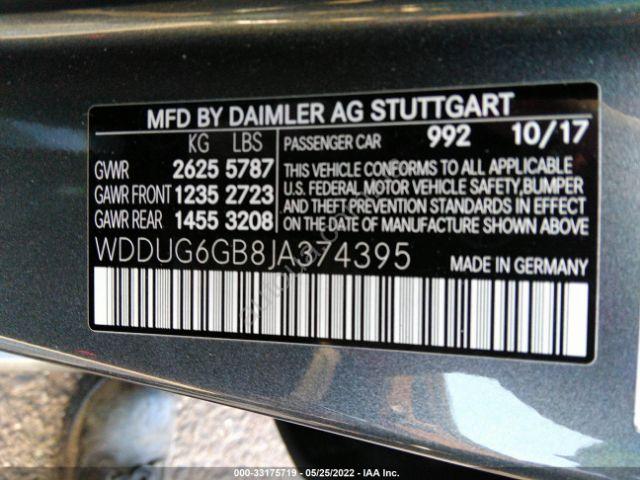 MFD BY DAIMLER AG STUTTGART
KG LBS
GVWR 2625 5787
GAWR FRONT 1235 2723
GAWR REAR 1455 3208
PASSENGER CAR 992 10/17
THIS VEHICLE CONFORMS TO ALL APPLICABLE
U.S. FEDERAL MOTOR VEHICLE SAFETY, BUMPER
AND THEFT PREVENTION STANDARDS IN EFFECT
ON THE DATE OF MANUFACTURE SHOWN ABOVE
WDDUG6GB8JA374395
MADE IN GERMANY
000-33175719 - 05/25/2022 - IAA Inc.